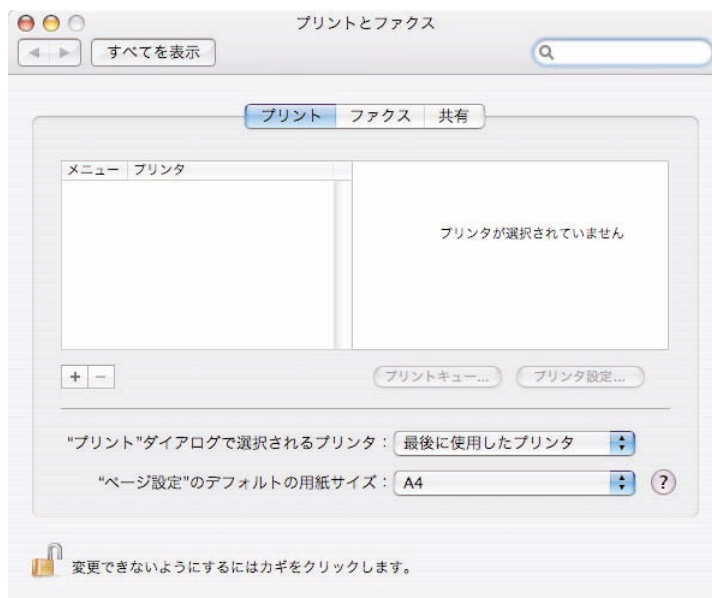 プリントとファクス
すべてを表示
プリント ファクス 共有
メニュー プリンタ
プリンタが選択されていません
+ −
プリントキュー... プリンタ設定...
“プリント”ダイアログで選択されるプリンタ： 最後に使用したプリンタ
“ページ設定”のデフォルトの用紙サイズ： A4 ?
変更できないようにするにはカギをクリックします。